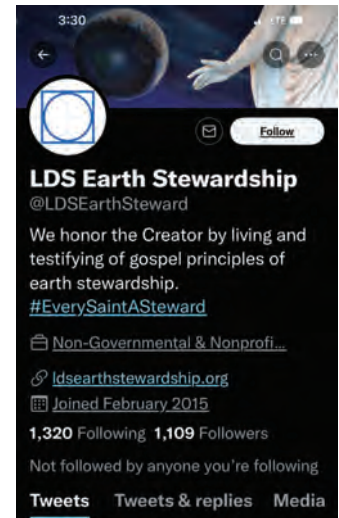 3:30 LTE
Follow
LDS Earth Stewardship
@LDSEarthSteward
We honor the Creator by living and
testifying of gospel principles of
earth stewardship.
#EverySaintASteward
Non-Governmental & Nonprofi...
ldsearthstewardship.org
Joined February 2015
1,320 Following 1,109 Followers
Not followed by anyone you're following
Tweets Tweets & replies Media